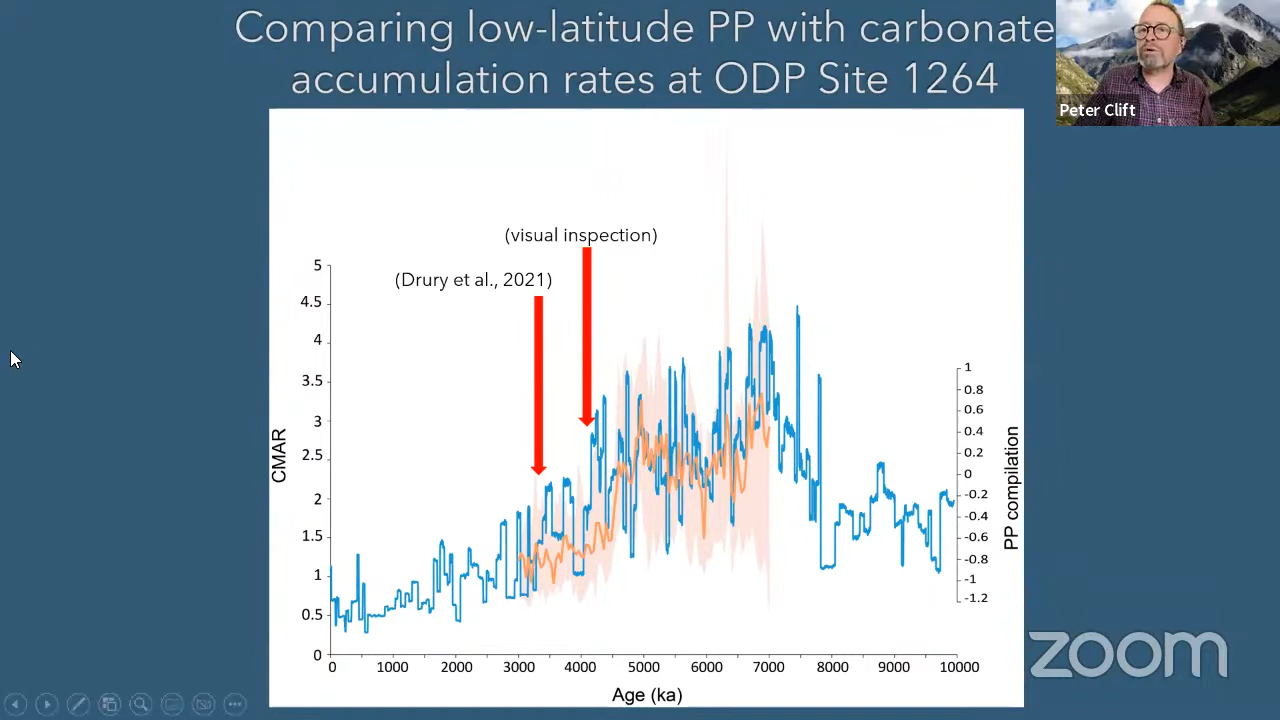 Comparing low-latitude PP with carbonate
accumulation rates at ODP Site 1264
Peter Clift
(visual inspection)
(Drury et al., 2021)
5
4.5
4
3.5
3
2.5
2
1.5
1
0.5
0
CMAR
1
0.8
0.6
0.4
0.2
0
-0.2
-0.4
-0.6
-0.8
-1
-1.2
PP compilation
0 1000 2000 3000 4000 5000 6000 7000 8000 9000 10000
Age (ka)
zoom